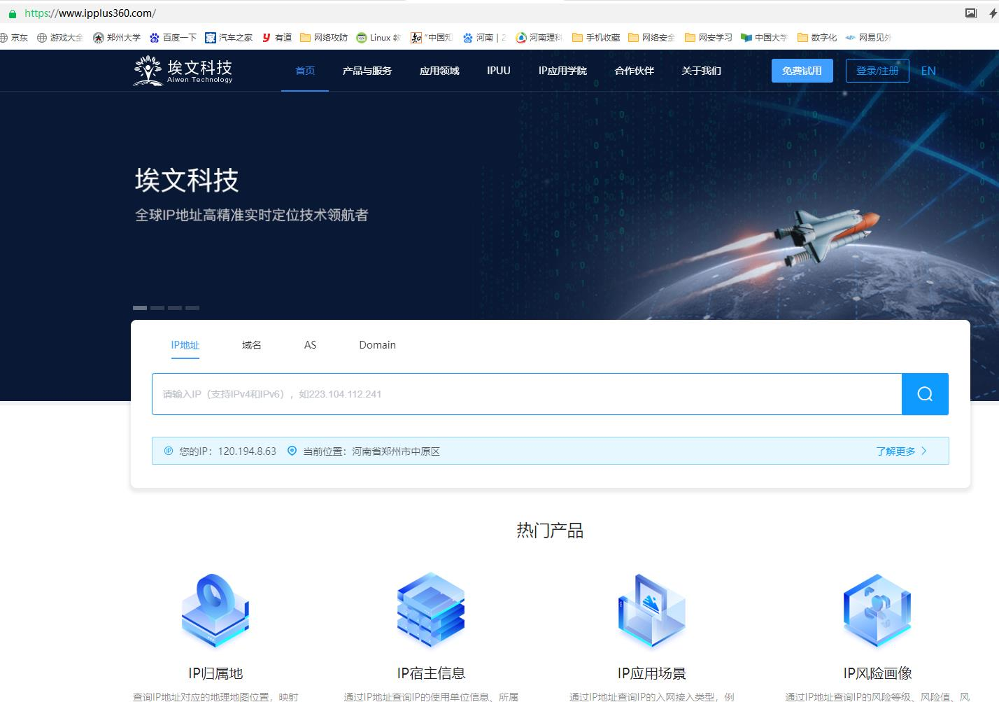 https://www.ipplus360.com/
京东 游戏大全 郑州大学 百度一下 汽车之家 有道 网络攻防 Linux 教 “中国知 河南 | 2 河南理科 手机收藏 网络安全 网安学习 中国大学 数字化 网易见外
埃文科技
Aiwen Technology
首页 产品与服务 应用领域 IPUU IP应用学院 合作伙伴 关于我们 免费试用 登录/注册 EN
埃文科技
全球IP地址高精准实时定位技术领航者
IP地址 域名 AS Domain
请输入IP（支持IPv4和IPv6），如223.104.112.241
IP 您的IP：120.194.8.63 当前位置：河南省郑州市中原区 了解更多
热门产品
IP归属地 IP宿主信息 IP应用场景 IP风险画像
查询IP地址对应的地理地图位置，映射 通过IP地址查询IP的使用单位信息、所属 通过IP地址查询IP的入网接入类型，例 通过IP地址查询IP的风险等级、风险值、风